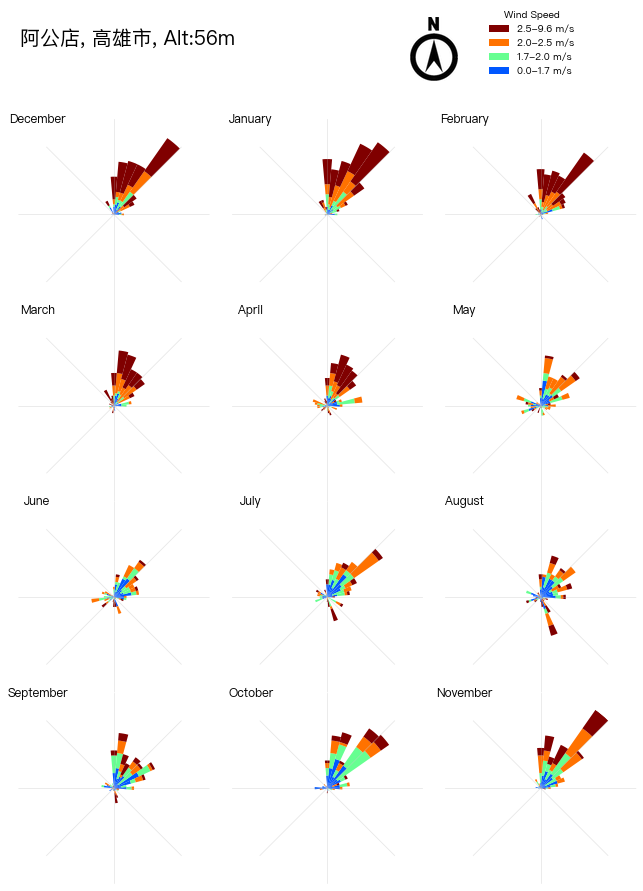 阿公店, 高雄市, Alt:56m
N
Wind Speed
2.5–9.6 m/s
2.0–2.5 m/s
1.7–2.0 m/s
0.0–1.7 m/s
December
January
February
March
April
May
June
July
August
September
October
November